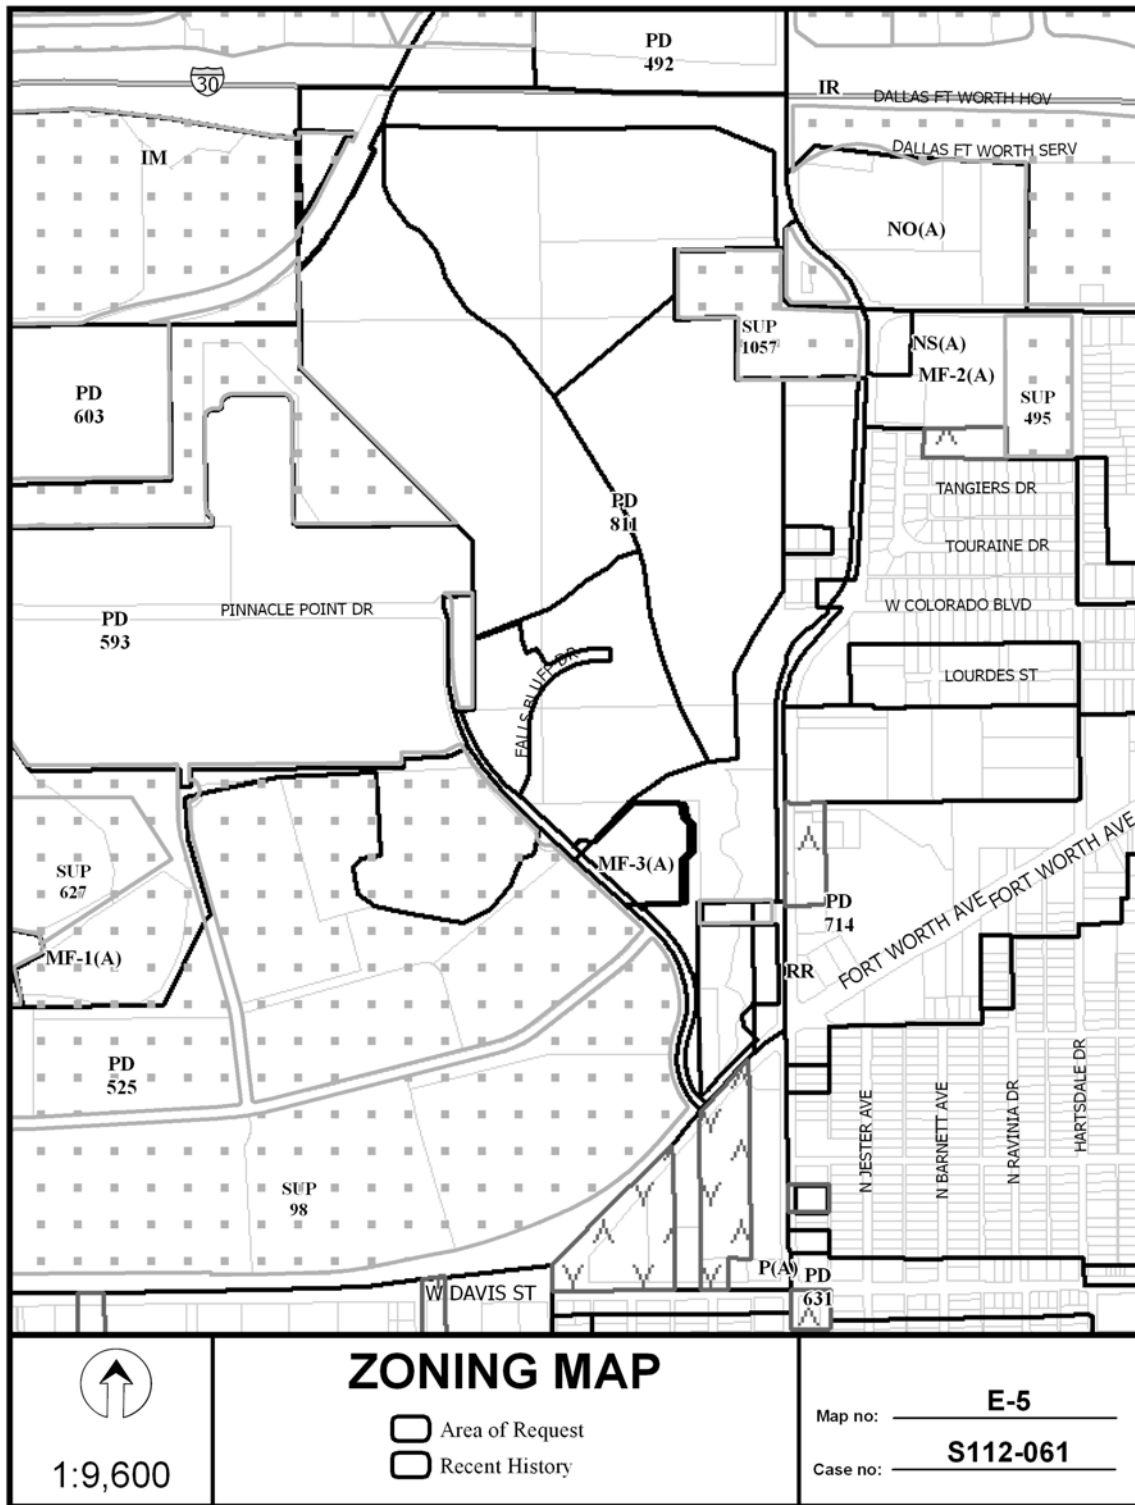 PD
492
30
IR
DALLAS FT WORTH HOV
DALLAS FT WORTH SERV
IM
NO(A)
SUP
1057
NS(A)
MF-2(A)
PD
603
SUP
495
TANGIERS DR
PD
811
TOURAINE DR
PINNACLE POINT DR
W COLORADO BLVD
PD
593
FALLS BLUFF DR
LOURDES ST
SUP
627
MF-3(A)
FORT WORTH AVE
FORT WORTH AVE
PD
714
MF-1(A)
RR
PD
525
N JESTER AVE
N BARNETT AVE
N RAVINIA DR
HARTSDALE DR
SUP
98
P(A)
PD
631
W DAVIS ST
1:9,600
ZONING MAP
Area of Request
Recent History
Map no: E-5
Case no: S112-061